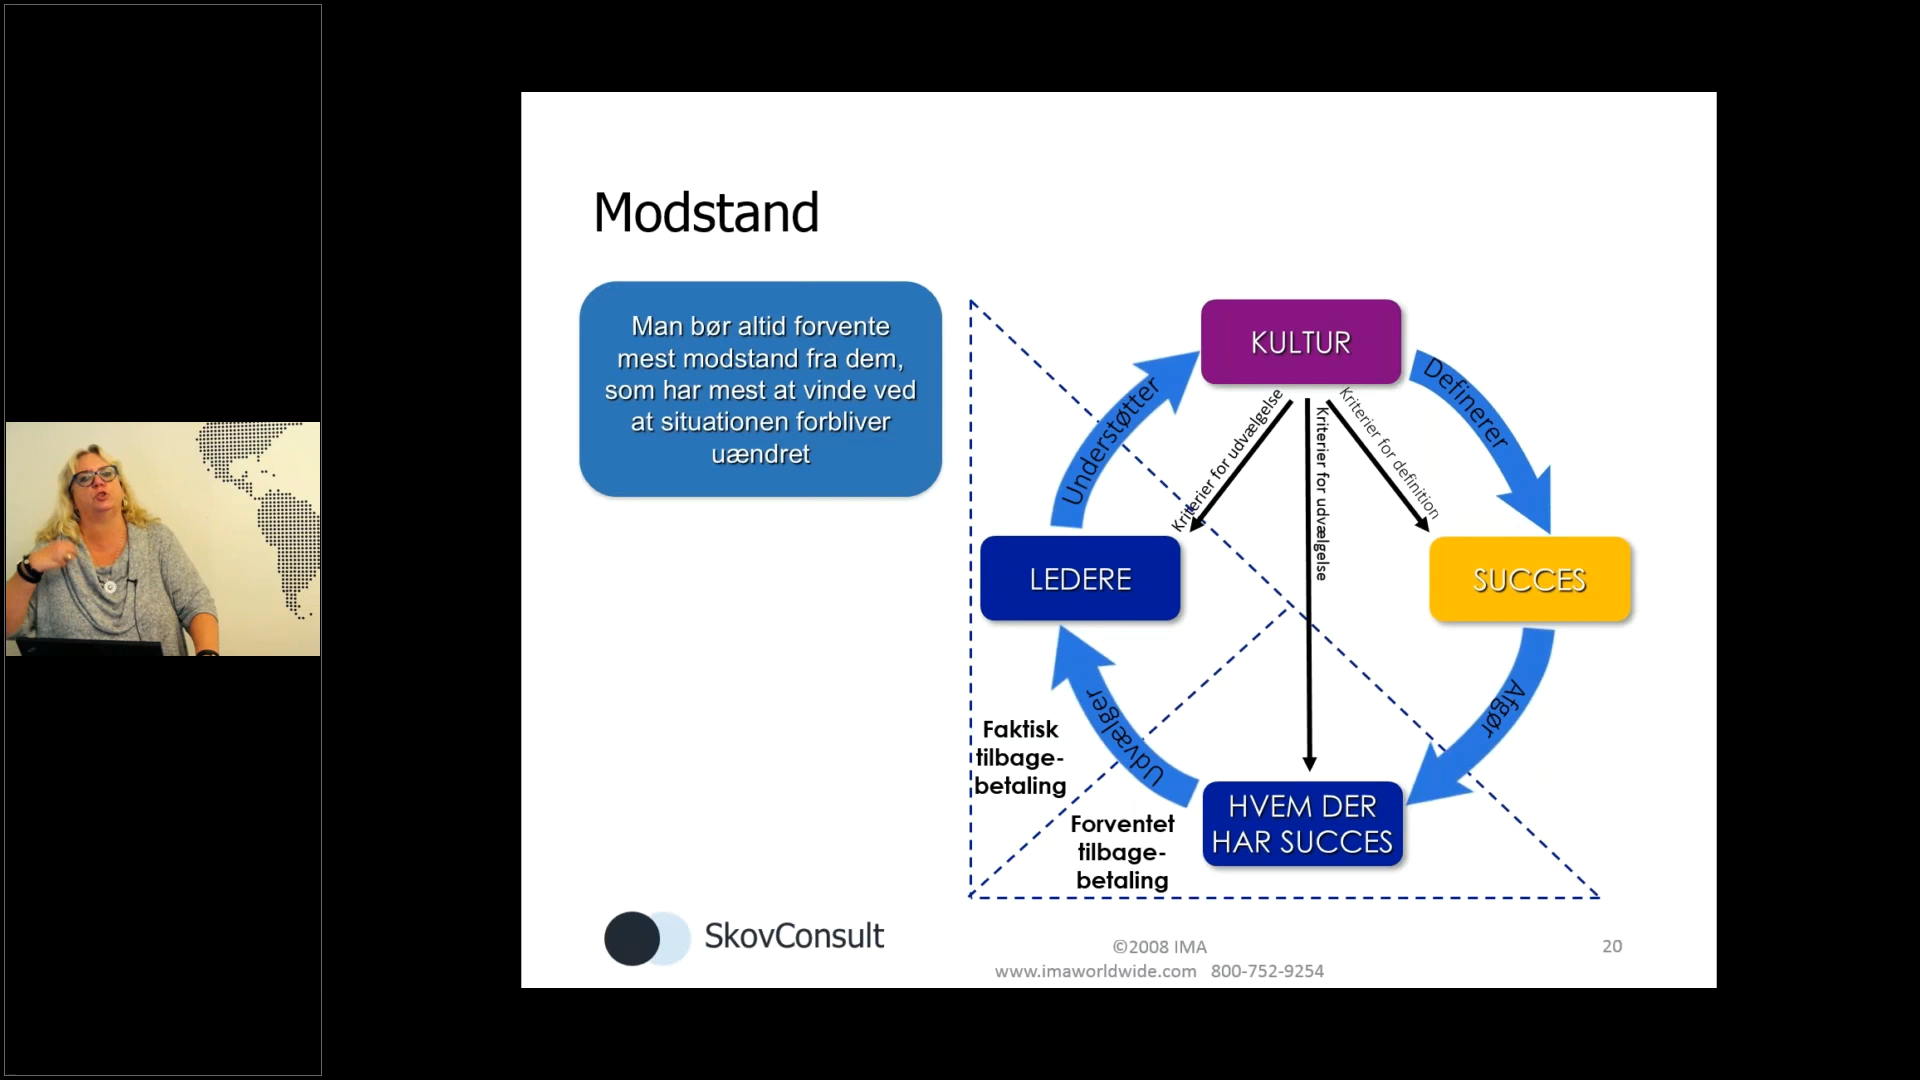 Modstand
Man bør altid forvente
mest modstand fra dem,
som har mest at vinde ved
at situationen forbliver
uændret
KULTUR
Understøtter
Definerer
Kriterier for udvælgelse
Kriterier for udvælgelse
Kriterier for definition
LEDERE
SUCCES
Udvælger
Afgør
Faktisk
tilbage-
betaling
Forventet
tilbage-
betaling
HVEM DER
HAR SUCCES
SkovConsult
©2008 IMA
www.imaworldwide.com 800-752-9254
20